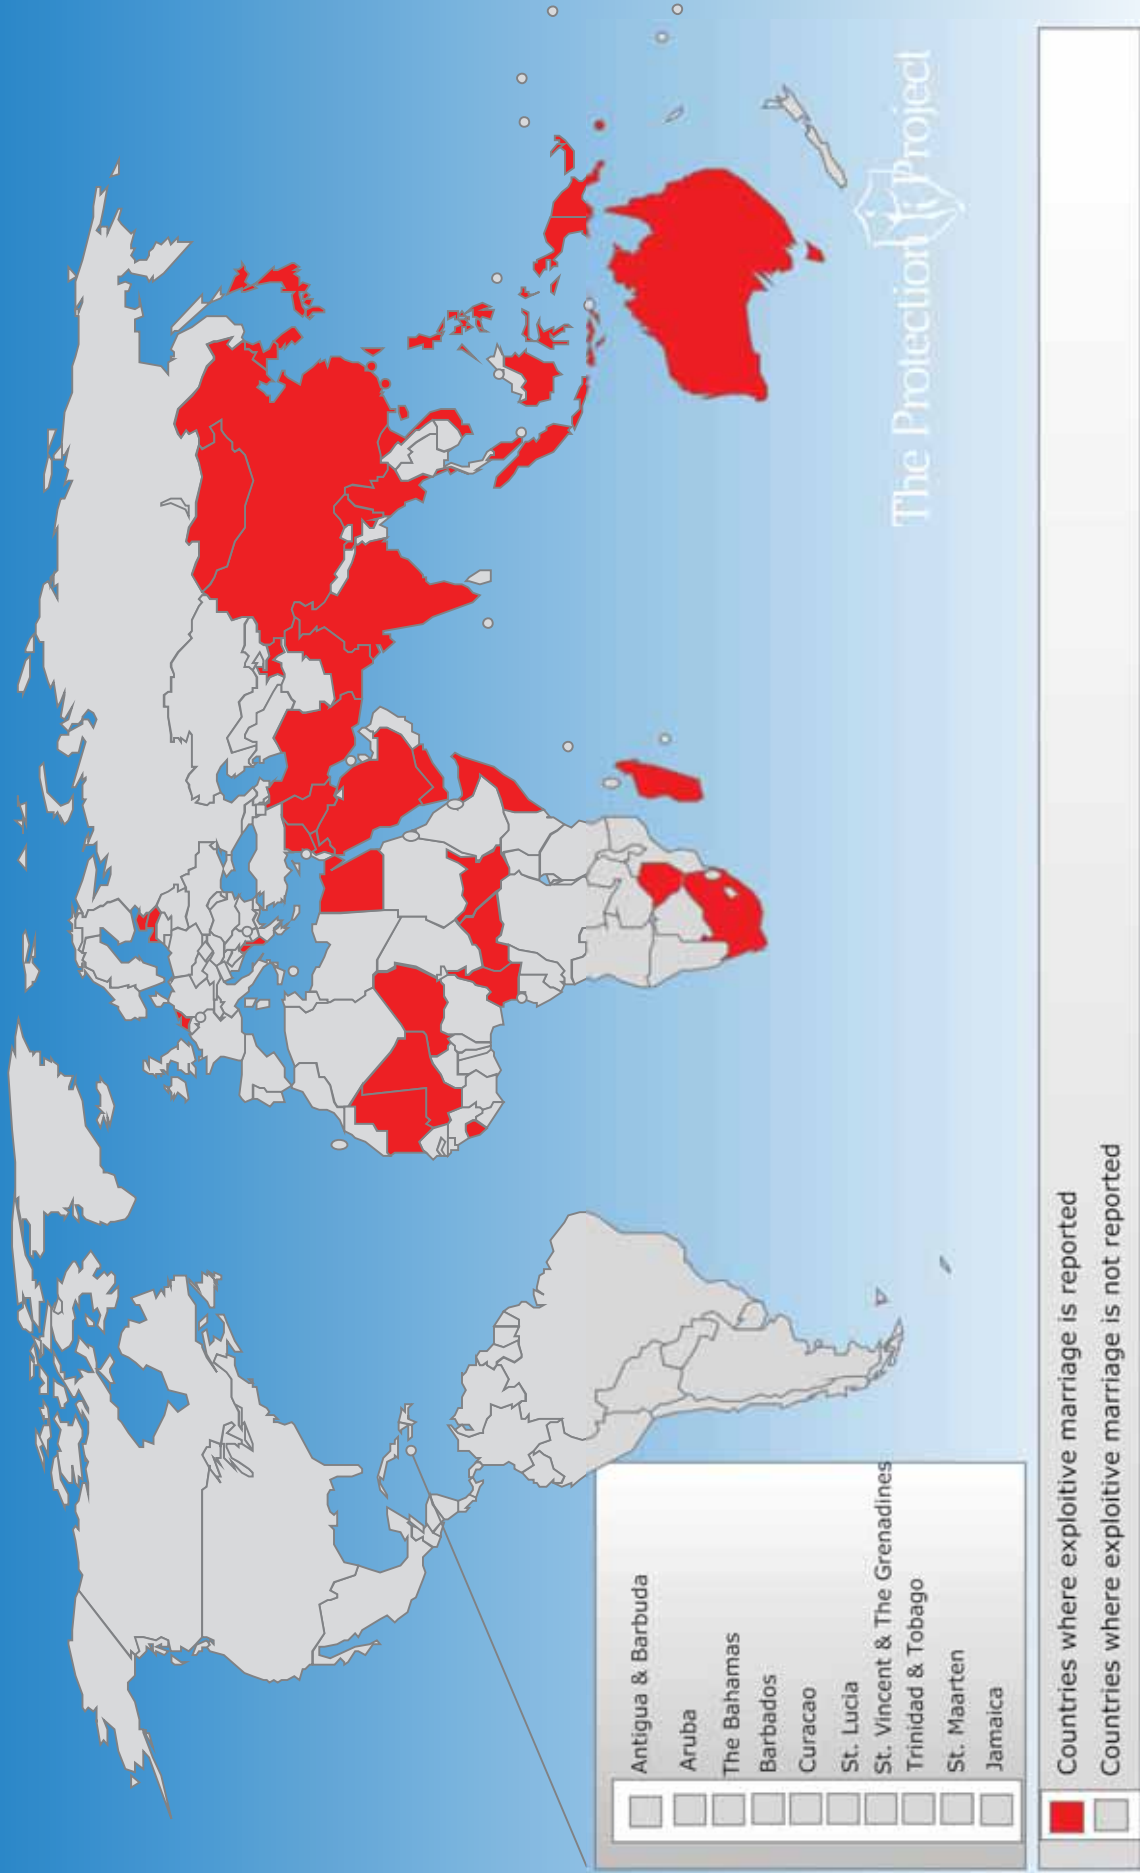 The Protection Project
Antigua & Barbuda
Aruba
The Bahamas
Barbados
Curacao
St. Lucia
St. Vincent & The Grenadines
Trinidad & Tobago
St. Maarten
Jamaica
Countries where exploitive marriage is reported
Countries where exploitive marriage is not reported